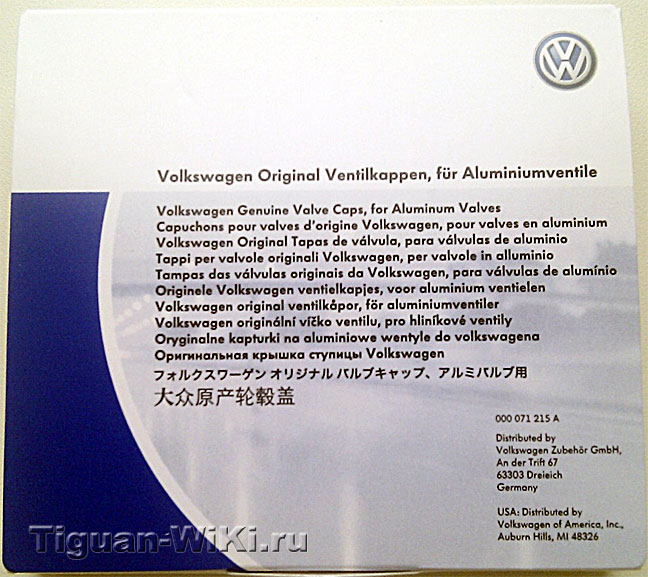 Volkswagen Original Ventilkappen, für Aluminiumventile
Volkswagen Genuine Valve Caps, for Aluminum Valves
Capuchons pour valves d'origine Volkswagen, pour valves en aluminium
Volkswagen Original Tapas de válvula, para válvulas de aluminio
Tappi per valvole originali Volkswagen, per valvole in alluminio
Tampas das válvulas originais da Volkswagen, para válvulas de alumínio
Originele Volkswagen ventielkapjes, voor aluminium ventielen
Volkswagen original ventilkåpor, för aluminiumventiler
Volkswagen originální víčko ventilu, pro hliníkové ventily
Oryginalne kapturki na aluminiowe wentyle do volkswagena
Оригинальная крышка ступицы Volkswagen
フォルクスワーゲン オリジナル バルブキャップ、アルミバルブ用
大众原产轮毂盖
000 071 215 A
Distributed by
Volkswagen Zubehör GmbH,
An der Trift 67
63303 Dreieich
Germany
USA: Distributed by
Volkswagen of America, Inc.,
Auburn Hills, MI 48326
Tiguan-WiKi.ru